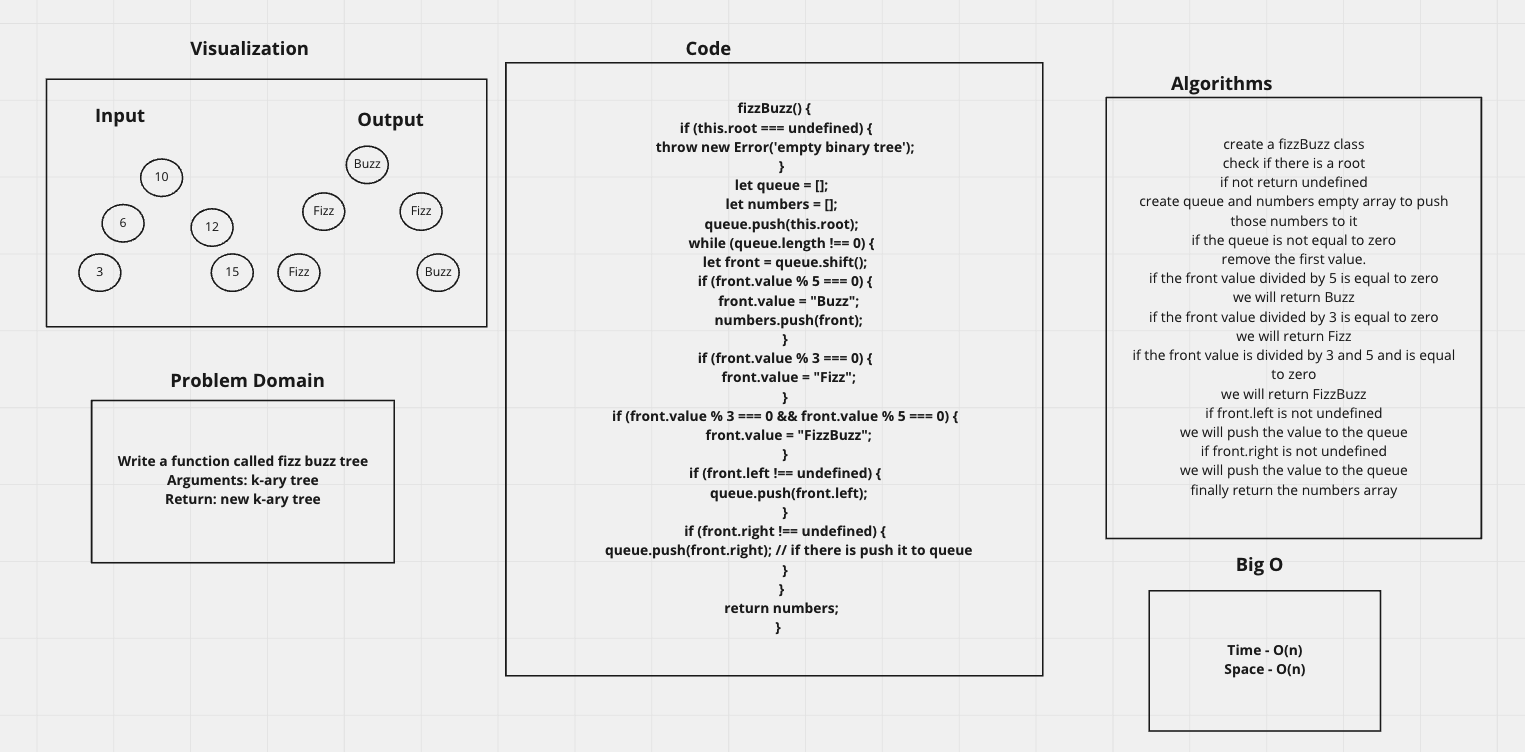 Visualization
Input
Output
10
6
12
3
15
Buzz
Fizz
Fizz
Fizz
Buzz
Problem Domain
Write a function called fizz buzz tree
Arguments: k-ary tree
Return: new k-ary tree
Code
fizzBuzz() {
if (this.root === undefined) {
throw new Error('empty binary tree');
}
let queue = [];
let numbers = [];
queue.push(this.root);
while (queue.length !== 0) {
let front = queue.shift();
if (front.value % 5 === 0) {
front.value = "Buzz";
numbers.push(front);
}
if (front.value % 3 === 0) {
front.value = "Fizz";
}
if (front.value % 3 === 0 && front.value % 5 === 0) {
front.value = "FizzBuzz";
}
if (front.left !== undefined) {
queue.push(front.left);
}
if (front.right !== undefined) {
queue.push(front.right); // if there is push it to queue
}
}
return numbers;
}
Algorithms
create a fizzBuzz class
check if there is a root
if not return undefined
create queue and numbers empty array to push
those numbers to it
if the queue is not equal to zero
remove the first value.
if the front value divided by 5 is equal to zero
we will return Buzz
if the front value divided by 3 is equal to zero
we will return Fizz
if the front value is divided by 3 and 5 and is equal
to zero
we will return FizzBuzz
if front.left is not undefined
we will push the value to the queue
if front.right is not undefined
we will push the value to the queue
finally return the numbers array
Big O
Time - O(n)
Space - O(n)